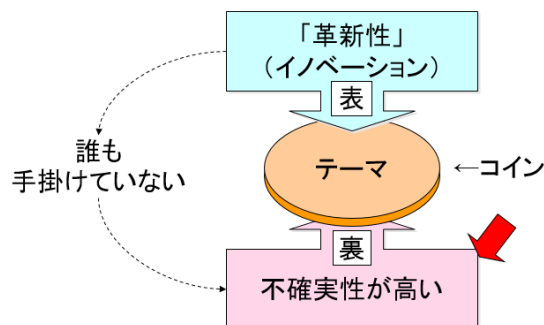 「革新性」
（イノベーション）
表
誰も
手掛けていない
テーマ
←コイン
裏
不確実性が高い